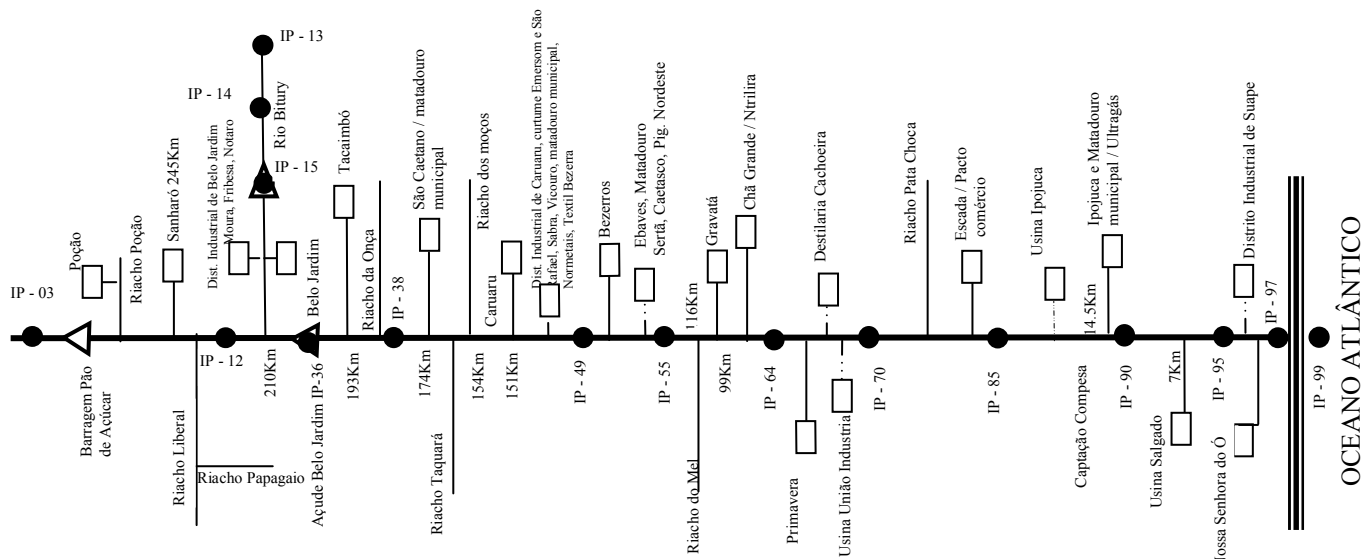 IP - 03
Barragem Pão
de Açúcar
Poção
Riacho Poção
Sanharó 245Km
Riacho Liberal
Riacho Papagaio
IP - 12
Dist. Industrial de Belo Jardim
Moura, Fribesa, Notaro
IP - 13
IP - 14
Rio Bitury
IP - 15
210Km
Belo Jardim
Açude Belo Jardim IP-36
Tacaimbó
193Km
Riacho da Onça
IP - 38
São Caetano / matadouro
municipal
174Km
Riacho Taquará
Riacho dos moços
154Km
Caruaru
151Km
Dist. Industrial de Caruaru, curtume Emersom e São
Rafael, Sabra, Vicouro, matadouro municipal,
Normetais, Textil Bezerra
IP - 49
Bezerros
Ebaves, Matadouro
Sertã, Caetasco, Pig. Nordeste
IP - 55
116Km
Riacho do Mel
Gravatá
99Km
Chã Grande / Ntrilira
IP - 64
Primavera
Destilaria Cachoeira
Usina União Industria
IP - 70
Riacho Pata Choca
Escada / Pacto
comércio
IP - 85
Usina Ipojuca
Captação Compesa
14.5Km
Ipojuca e Matadouro
municipal / Ultragás
IP - 90
Usina Salgado
7Km
IP - 95
Distrito Industrial de Suape
Nossa Senhora do Ó
IP - 97
IP - 99
OCEANO ATLÂNTICO